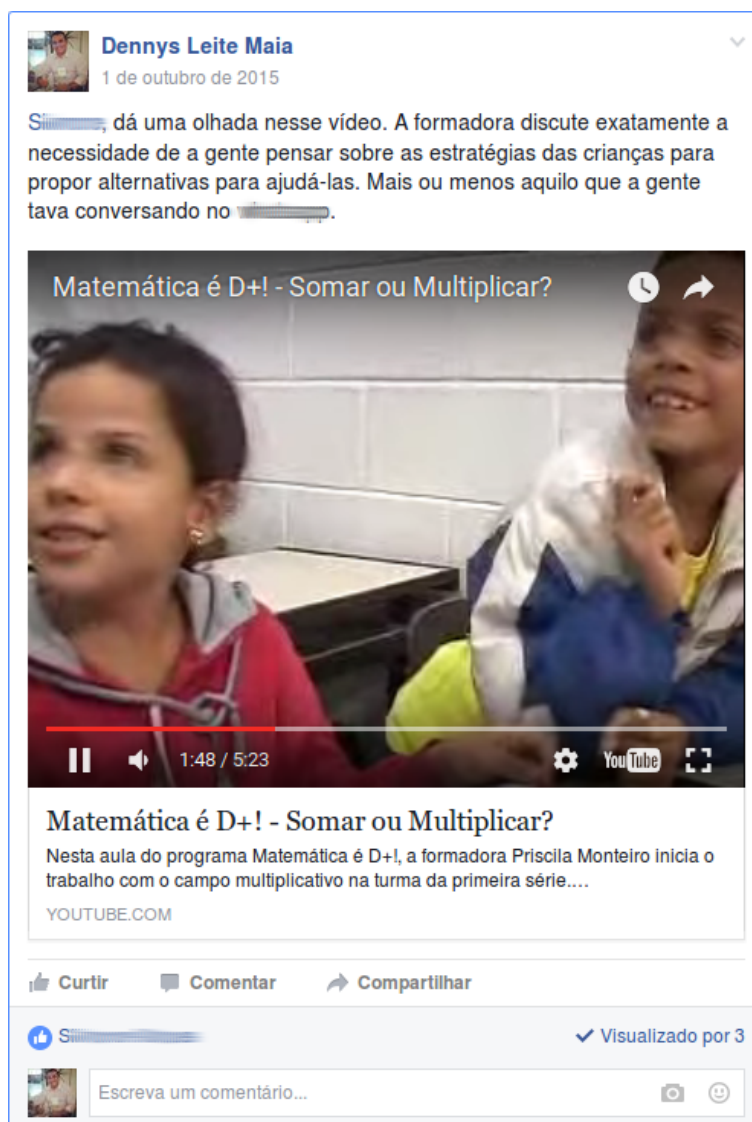 Dennys Leite Maia
1 de outubro de 2015
dá uma olhada nesse vídeo. A formadora discute exatamente a
necessidade de a gente pensar sobre as estratégias das crianças para
propor alternativas para ajudá-las. Mais ou menos aquilo que a gente
tava conversando no
Matemática é D+! - Somar ou Multiplicar?
1:48 / 5:23
YouTube
Matemática é D+! - Somar ou Multiplicar?
Nesta aula do programa Matemática é D+!, a formadora Priscila Monteiro inicia o
trabalho com o campo multiplicativo na turma da primeira série....
YOUTUBE.COM
Curtir Comentar Compartilhar
Visualizado por 3
Escreva um comentário...